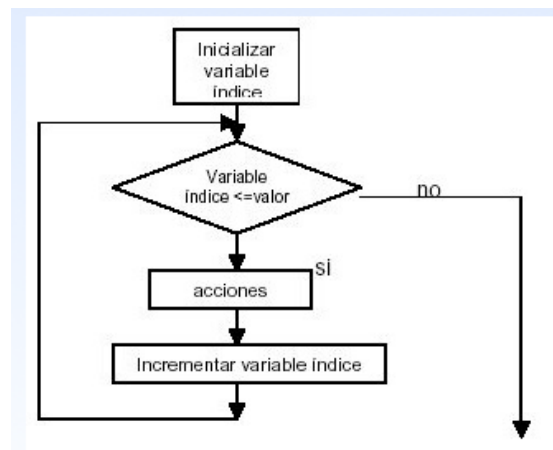 Inicializar
variable
índice
Variable
índice <=valor
no
si
acciones
Incrementar variable índice